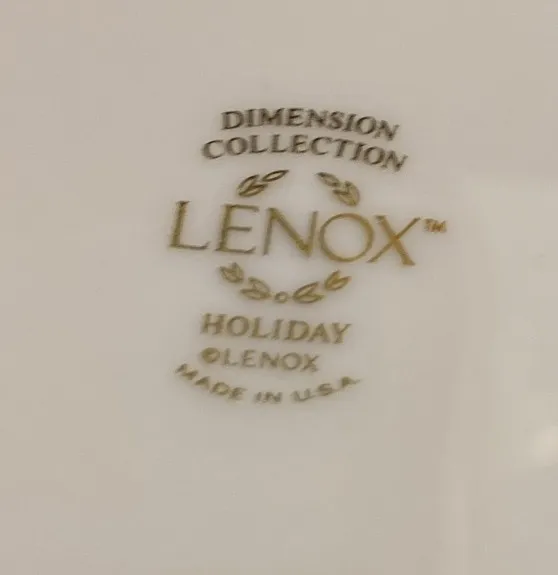 DIMENSION
COLLECTION
LENOX™
HOLIDAY
©LENOX
MADE IN U.S.A.